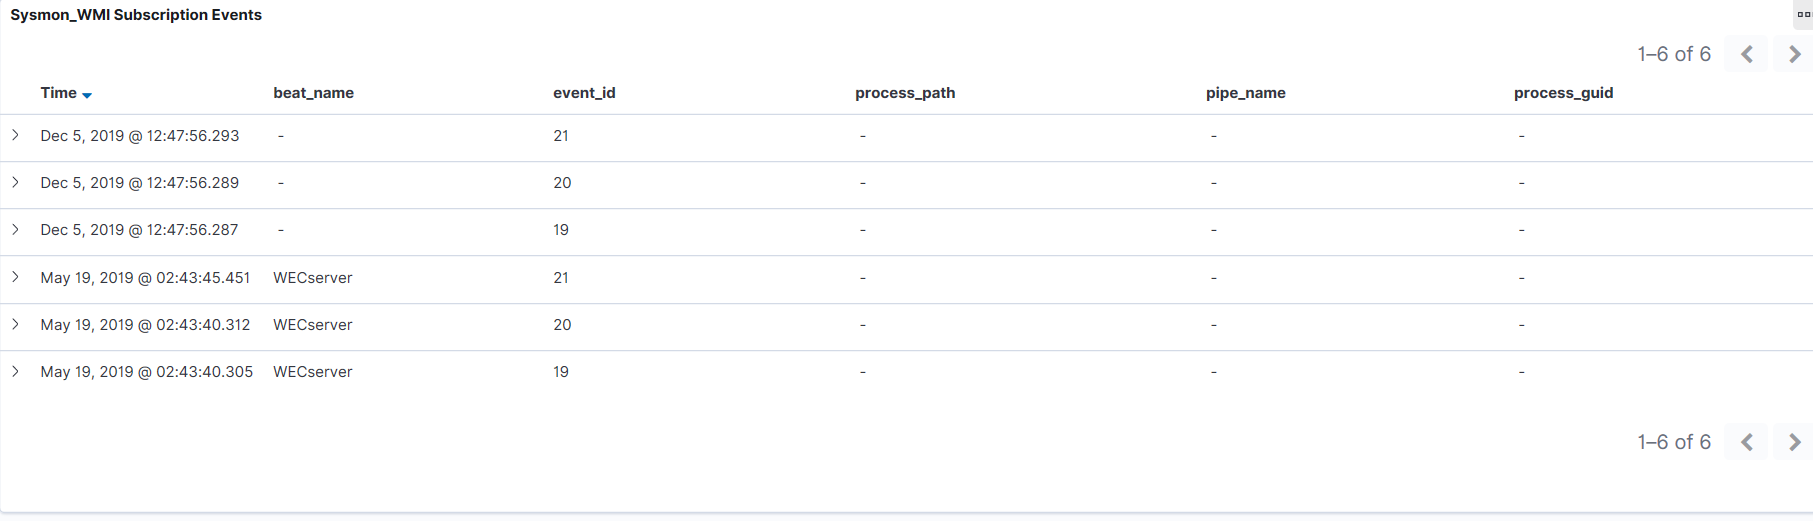 Sysmon_WMI Subscription Events
1–6 of 6
Time beat_name event_id process_path pipe_name process_guid
Dec 5, 2019 @ 12:47:56.293 - 21 - - -
Dec 5, 2019 @ 12:47:56.289 - 20 - - -
Dec 5, 2019 @ 12:47:56.287 - 19 - - -
May 19, 2019 @ 02:43:45.451 WECserver 21 - - -
May 19, 2019 @ 02:43:40.312 WECserver 20 - - -
May 19, 2019 @ 02:43:40.305 WECserver 19 - - -
1–6 of 6